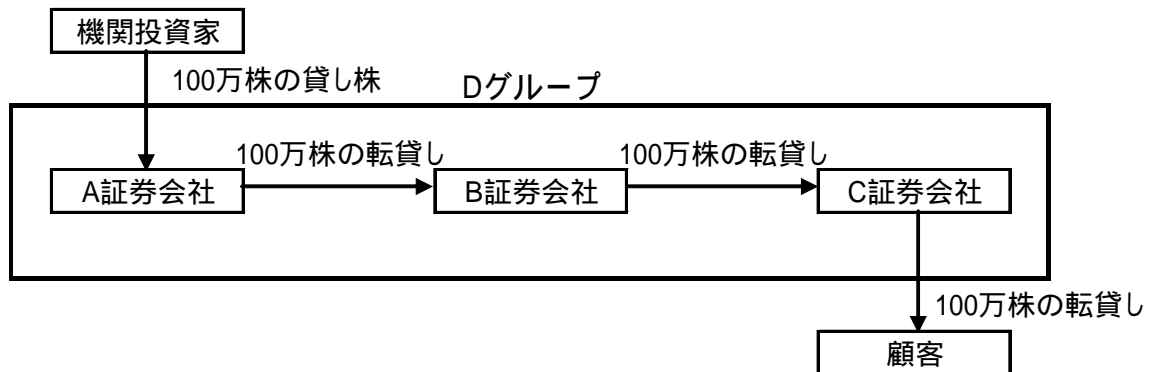 機関投資家
100万株の貸し株
Dグループ
100万株の転貸し
100万株の転貸し
A証券会社
B証券会社
C証券会社
100万株の転貸し
顧客